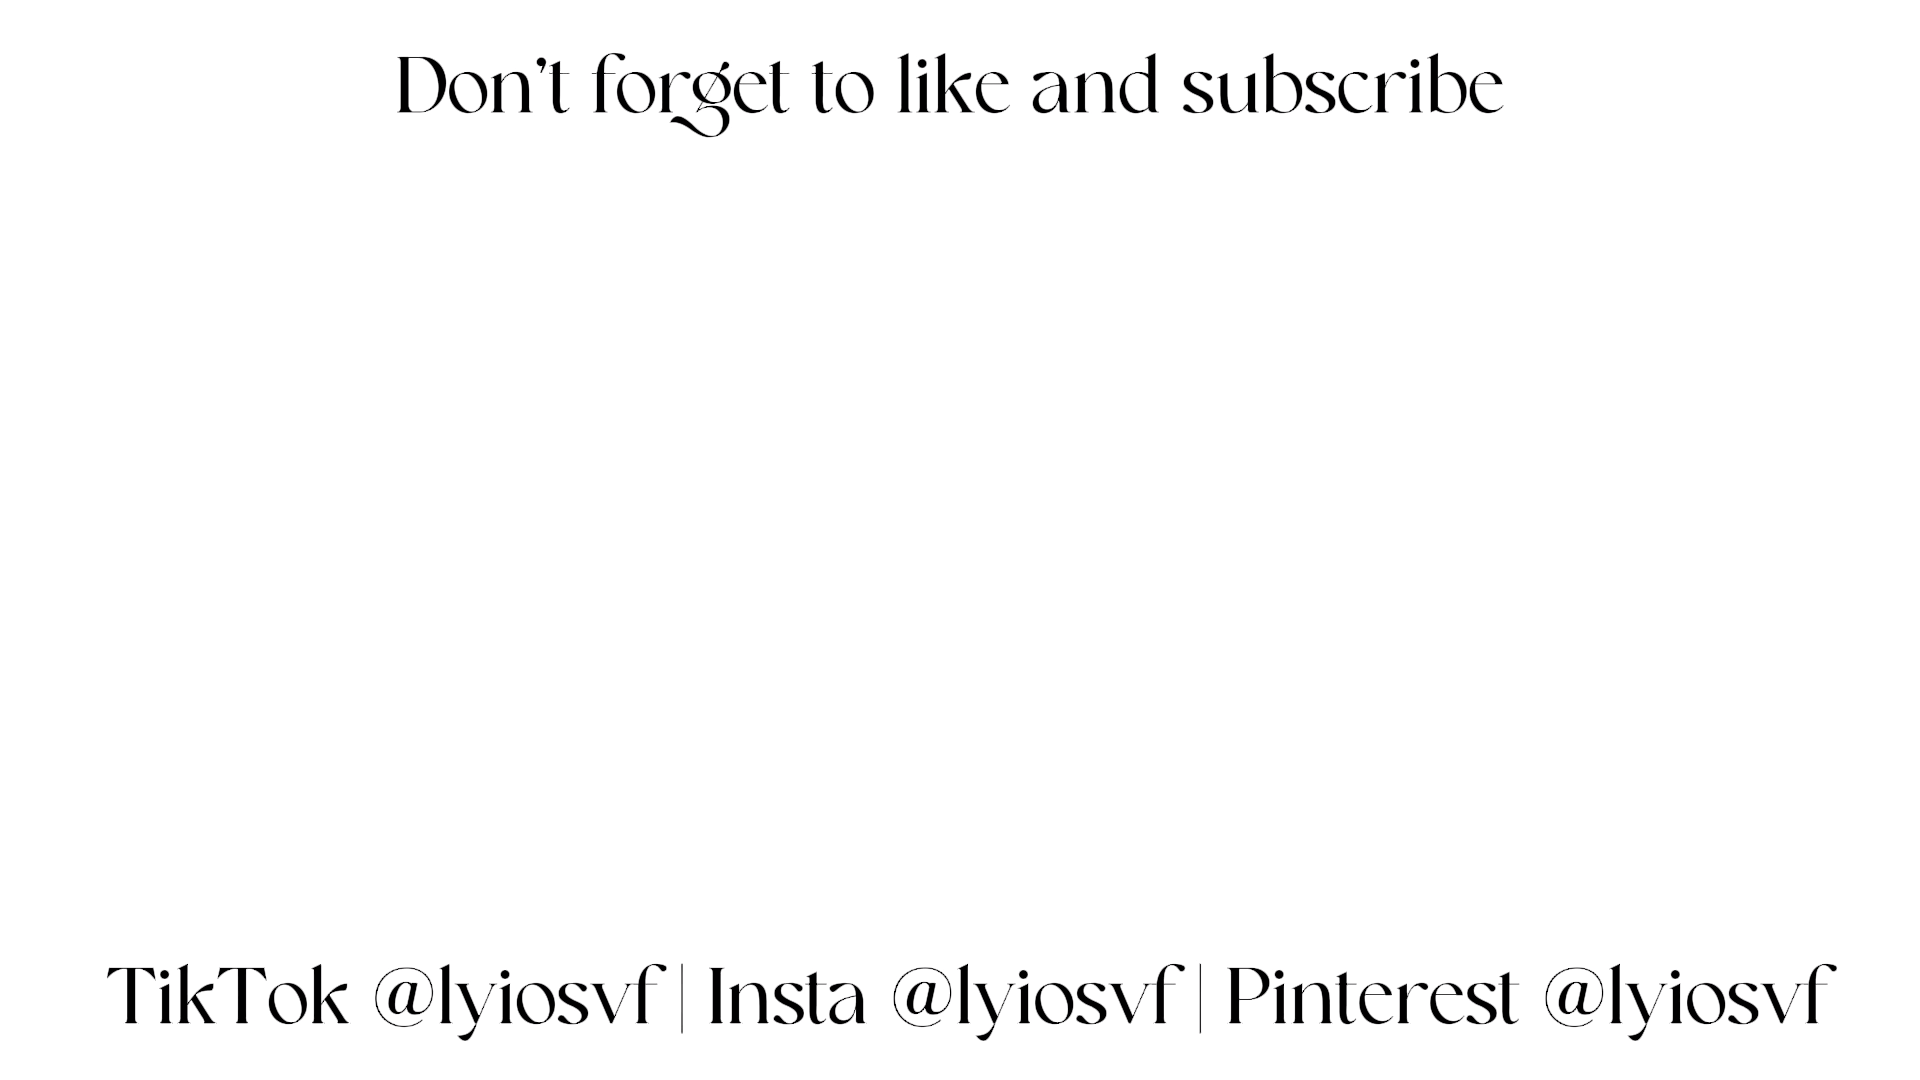 Don't forget to like and subscribe
TikTok @lyiosvf | Insta @lyiosvf | Pinterest @lyiosvf